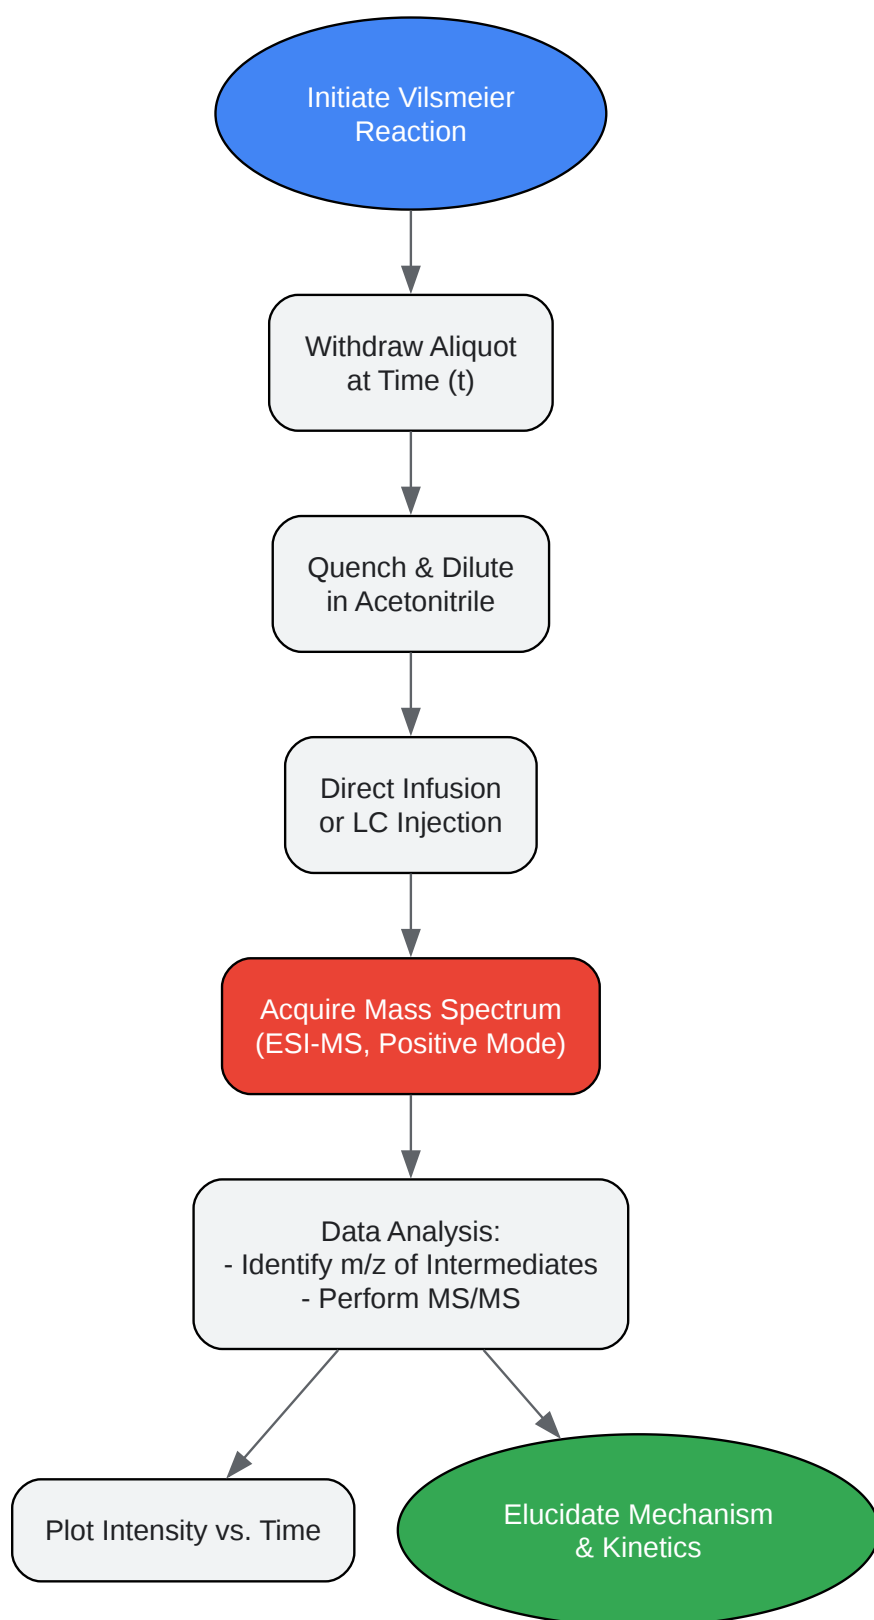 Initiate Vilsmeier
Reaction
Withdraw Aliquot
at Time (t)
Quench & Dilute
in Acetonitrile
Direct Infusion
or LC Injection
Acquire Mass Spectrum
(ESI-MS, Positive Mode)
Data Analysis:
- Identify m/z of Intermediates
- Perform MS/MS
Plot Intensity vs. Time
Elucidate Mechanism
& Kinetics